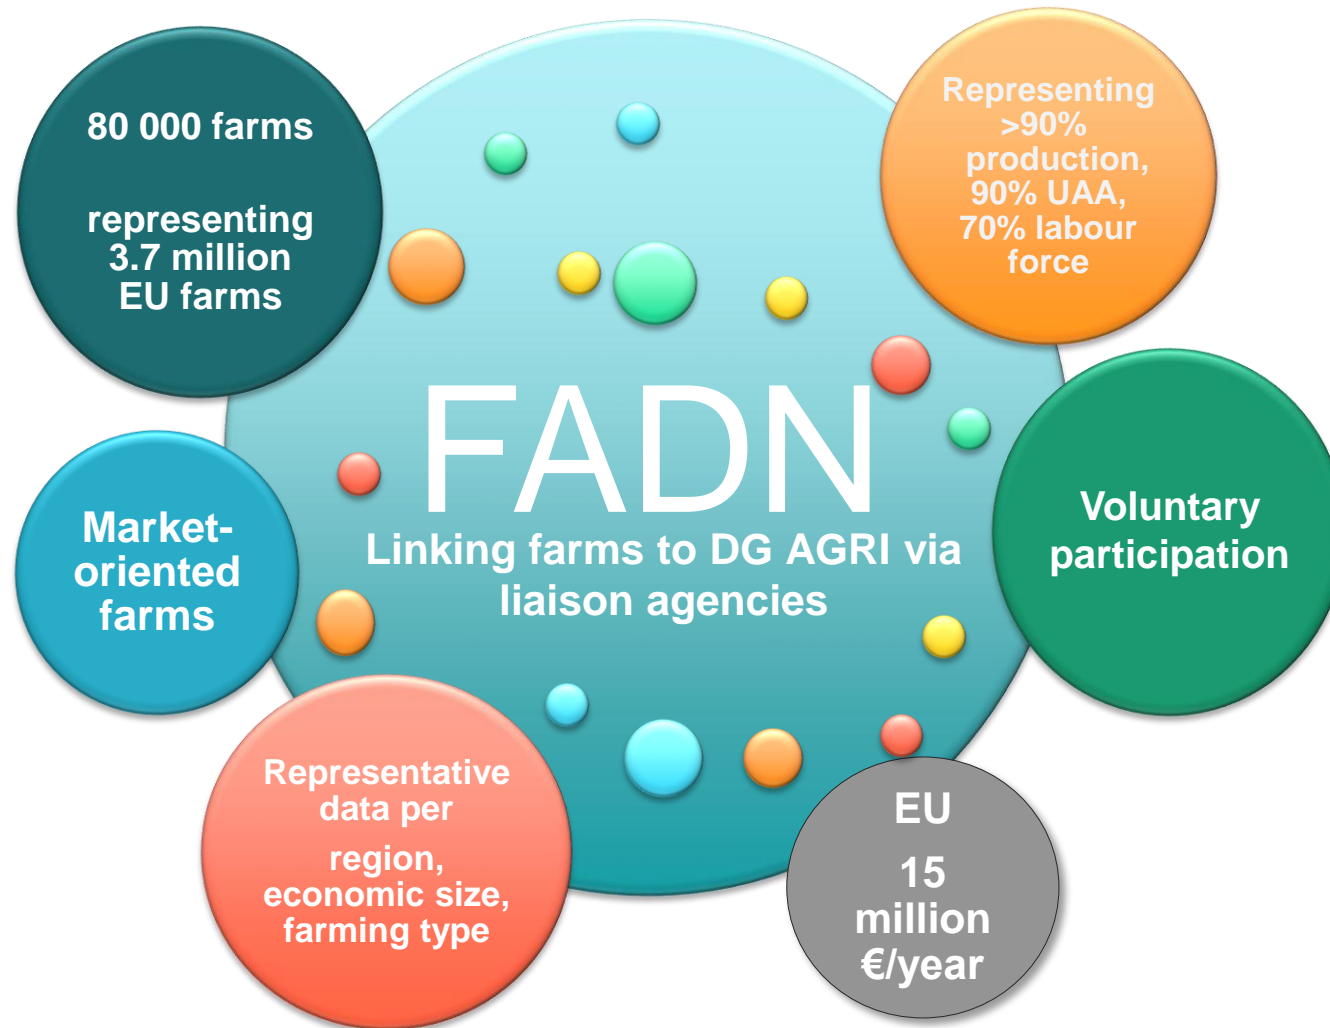 80 000 farms
representing
3.7 million
EU farms
Representing
>90%
production,
90% UAA,
70% labour
force
FADN
Linking farms to DG AGRI via
liaison agencies
Market-
oriented
farms
Voluntary
participation
Representative
data per
region,
economic size,
farming type
EU
15
million
€/year